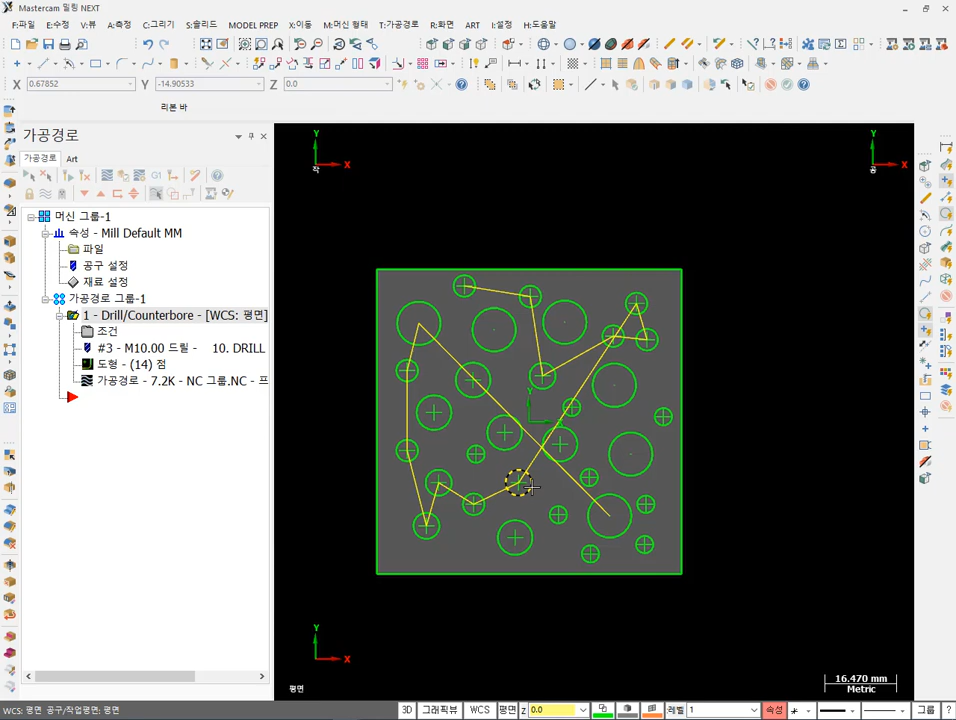 Mastercam 밀링 NEXT
F:파일 E:수정 V:뷰 A:측정 C:그리기 S:솔리드 MODEL PREP X:이동 M:머신 형태 T:가공경로 R:화면 ART I:설정 H:도움말
X 0.67852 Y -14.90533 Z 0.0
리본 바
가공경로
가공경로 Art
G1
머신 그룹-1
속성 - Mill Default MM
파일
공구 설정
재료 설정
가공경로 그룹-1
1 - Drill/Counterbore - [WCS: 평면]
조건
#3 - M10.00 드릴 - 10. DRILL
도형 - (14) 점
가공경로 - 7.2K - NC 그룹.NC - 프
Y
X
Y
X
Y
Y
X
평면
16.470 mm
Metric
WCS: 평면 공구/작업평면: 평면
3D 그래픽뷰 WCS 평면 Z 0.0 레벨 1 속성 그룹 ?